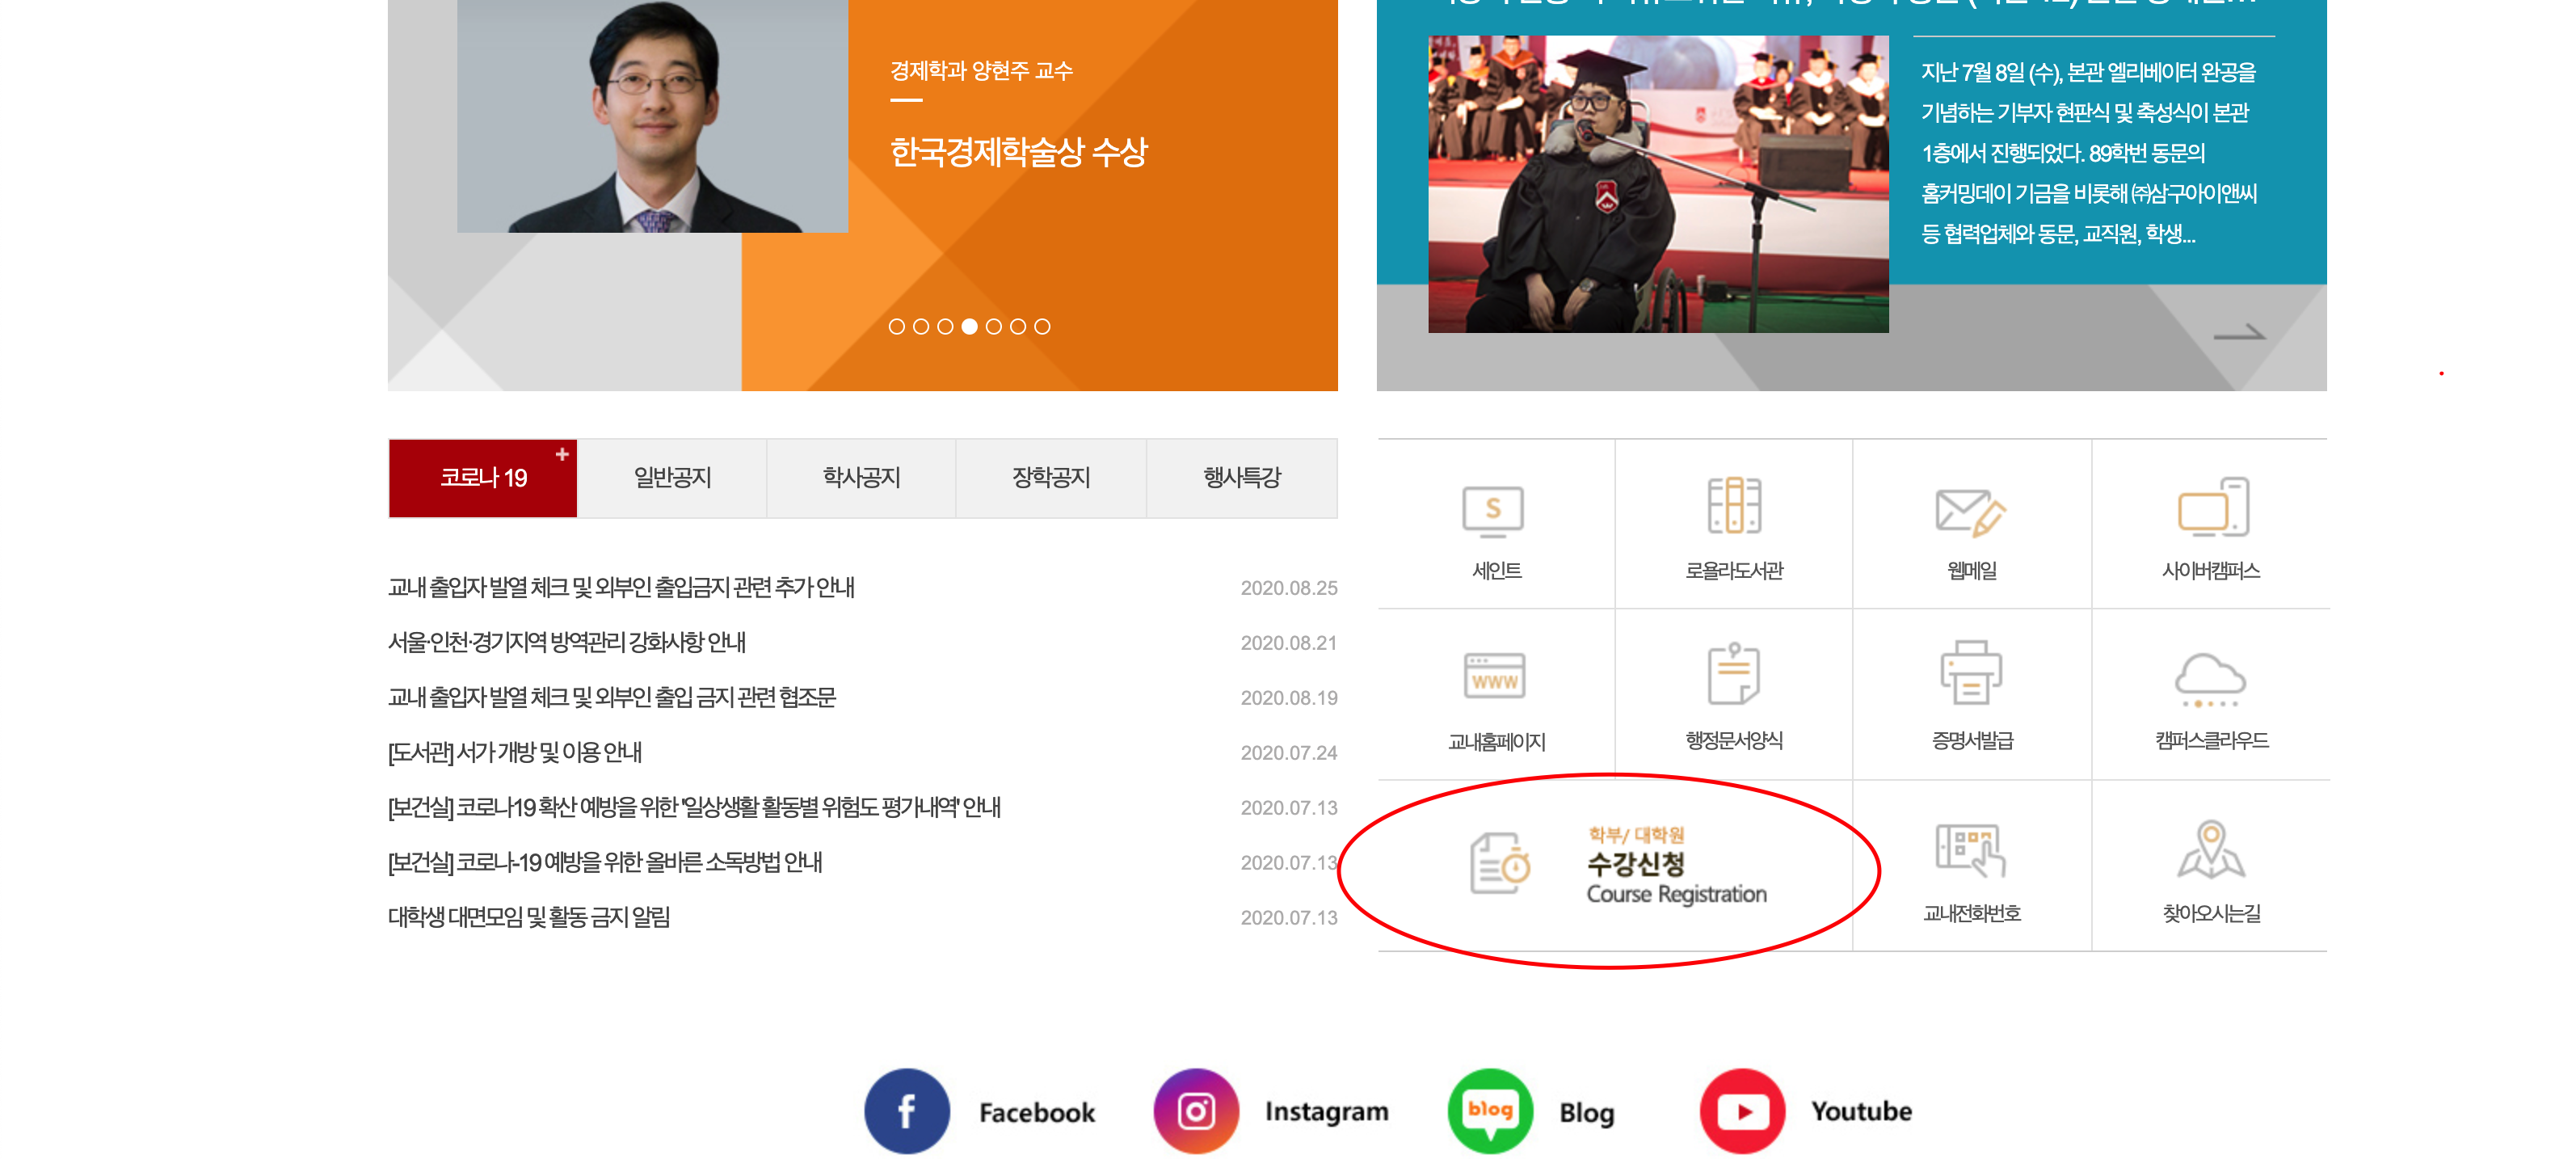 경제학과 양현주 교수
한국경제학술상 수상
지난 7월 8일 (수), 본관 엘리베이터 완공을
기념하는 기부자 현판식 및 축성식이 본관
1층에서 진행되었다. 89학번 동문의
홈커밍데이 기금을 비롯해 ㈜삼구아이앤씨
등 협력업체와 동문, 교직원, 학생...
코로나 19 +
일반공지
학사공지
장학공지
행사특강
교내 출입자 발열 체크 및 외부인 출입금지 관련 추가 안내 2020.08.25
서울·인천·경기지역 방역관리 강화사항 안내 2020.08.21
교내 출입자 발열 체크 및 외부인 출입 금지 관련 협조문 2020.08.19
[도서관] 서가 개방 및 이용 안내 2020.07.24
[보건실] 코로나19 확산 예방을 위한 '일상생활 활동별 위험도 평가내역' 안내 2020.07.13
[보건실] 코로나-19 예방을 위한 올바른 소독방법 안내 2020.07.13
대학생 대면모임 및 활동 금지 알림 2020.07.13
S
세인트
로욜라도서관
웹메일
사이버캠퍼스
WWW
교내홈페이지
행정문서양식
증명서발급
캠퍼스클라우드
학부/ 대학원
수강신청
Course Registration
교내전화번호
찾아오시는길
f Facebook
Instagram
blog Blog
Youtube